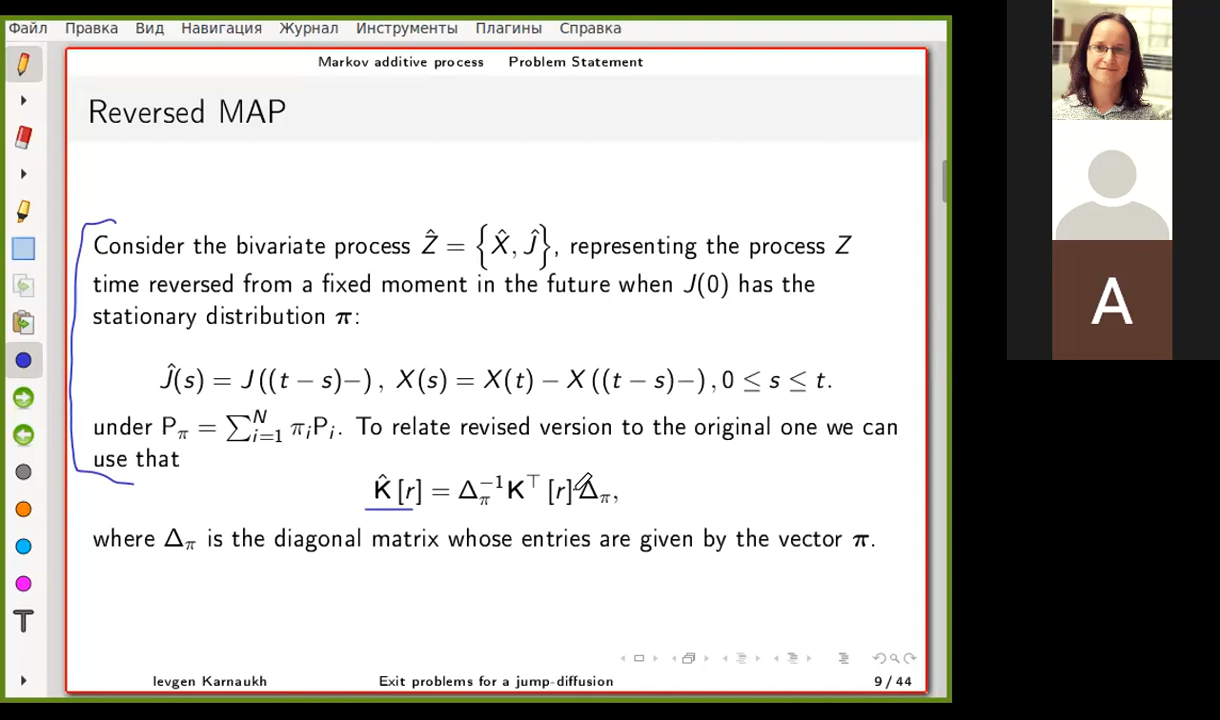 Файл Правка Вид Навигация Журнал Инструменты Плагины Справка
Markov additive process Problem Statement
Reversed MAP
Consider the bivariate process Ẑ = {X̂, Ĵ}, representing the process Z
time reversed from a fixed moment in the future when J(0) has the
stationary distribution π:
Ĵ(s) = J((t − s)−), X(s) = X(t) − X((t − s)−), 0 ≤ s ≤ t.
under P_π = ∑_{i=1}^N π_i P_i. To relate revised version to the original one we can
use that
K̂[r] = Δ_π^{−1} K^⊤[r] Δ_π,
where Δ_π is the diagonal matrix whose entries are given by the vector π.
Ievgen Karnaukh Exit problems for a jump-diffusion 9 / 44
T
A